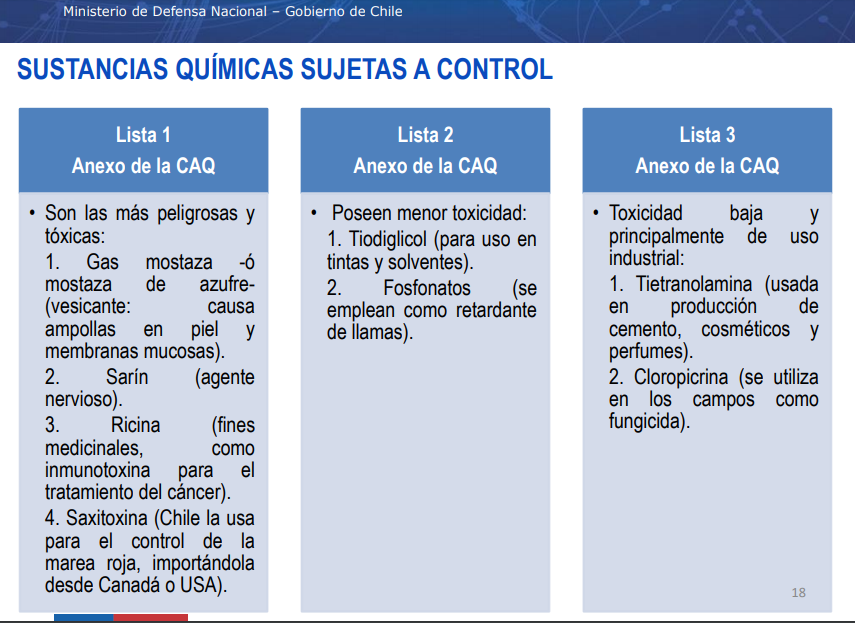 Ministerio de Defensa Nacional – Gobierno de Chile
SUSTANCIAS QUÍMICAS SUJETAS A CONTROL
Lista 1
Anexo de la CAQ
• Son las más peligrosas y
tóxicas:
1. Gas mostaza -ó
mostaza de azufre-
(vesicante: causa
ampollas en piel y
membranas mucosas).
2. Sarín (agente
nervioso).
3. Ricina (fines
medicinales, como
inmunotoxina para el
tratamiento del cáncer).
4. Saxitoxina (Chile la usa
para el control de la
marea roja, importándola
desde Canadá o USA).
Lista 2
Anexo de la CAQ
• Poseen menor toxicidad:
1. Tiodiglicol (para uso en
tintas y solventes).
2. Fosfonatos (se
emplean como retardante
de llamas).
Lista 3
Anexo de la CAQ
• Toxicidad baja y
principalmente de uso
industrial:
1. Tietranolamina (usada
en producción de
cemento, cosméticos y
perfumes).
2. Cloropicrina (se utiliza
en los campos como
fungicida).
18